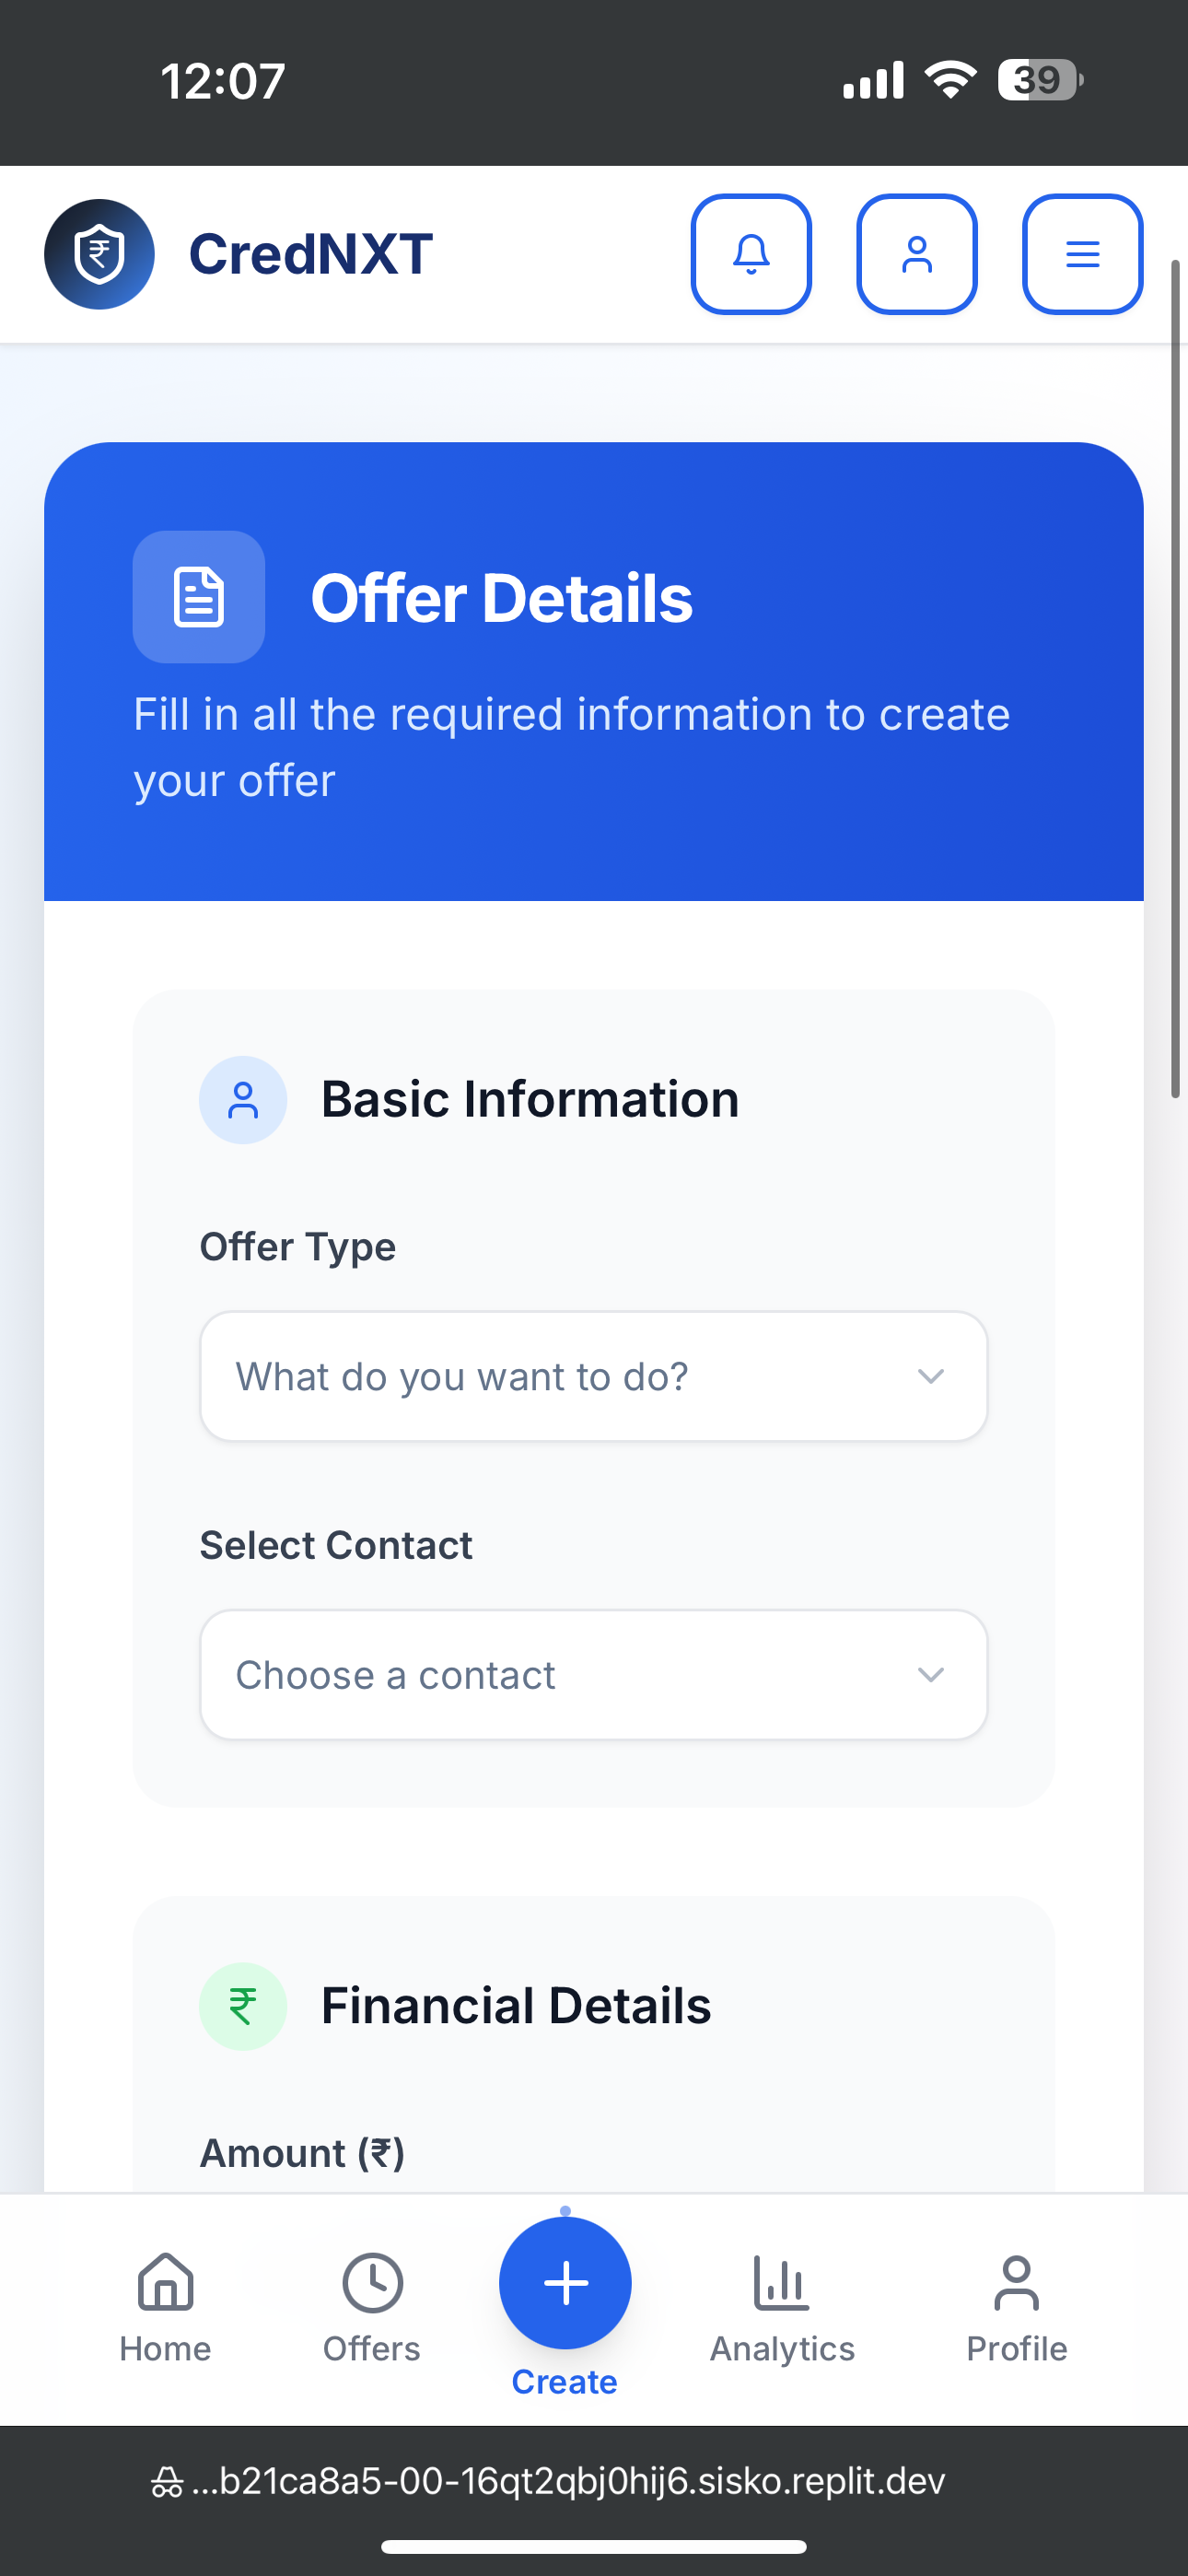 12:07
39
CredNXT
Offer Details
Fill in all the required information to create
your offer
Basic Information
Offer Type
What do you want to do?
Select Contact
Choose a contact
₹ Financial Details
Amount (₹)
Home Offers Create Analytics Profile
...b21ca8a5-00-16qt2qbj0hij6.sisko.replit.dev